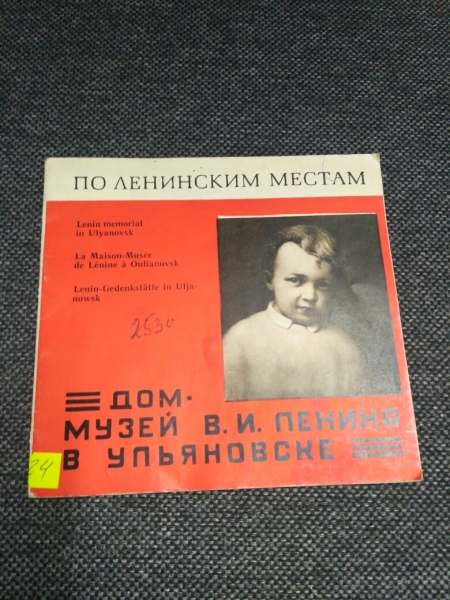 ПО ЛЕНИНСКИМ МЕСТАМ
Lenin memorial
in Ulyanovsk
La Maison-Musée
de Lénine à Oulianovsk
Lenin-Gedenkstätte in Ulja-
nowsk
2530
ДОМ-
МУЗЕЙ В.И. ЛЕНИНА
В УЛЬЯНОВСКЕ
24